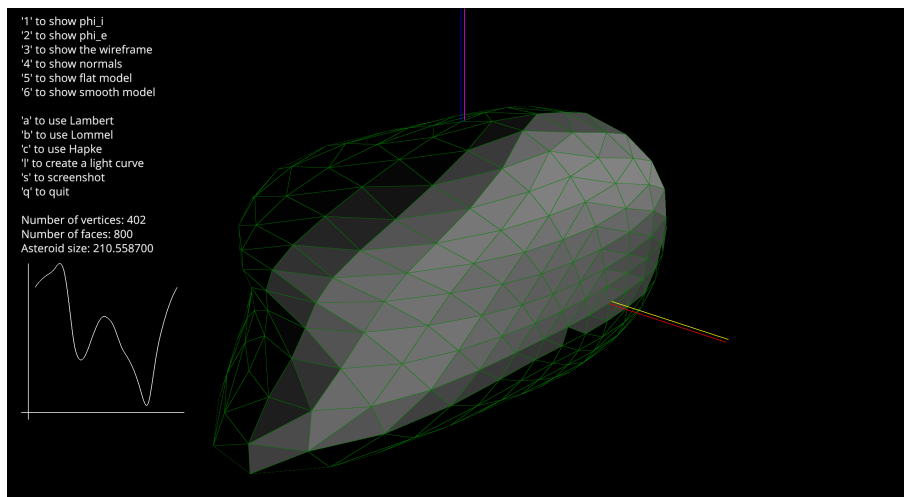 '1' to show phi_i
'2' to show phi_e
'3' to show the wireframe
'4' to show normals
'5' to show flat model
'6' to show smooth model
'a' to use Lambert
'b' to use Lommel
'c' to use Hapke
'l' to create a light curve
's' to screenshot
'q' to quit
Number of vertices: 402
Number of faces: 800
Asteroid size: 210.558700